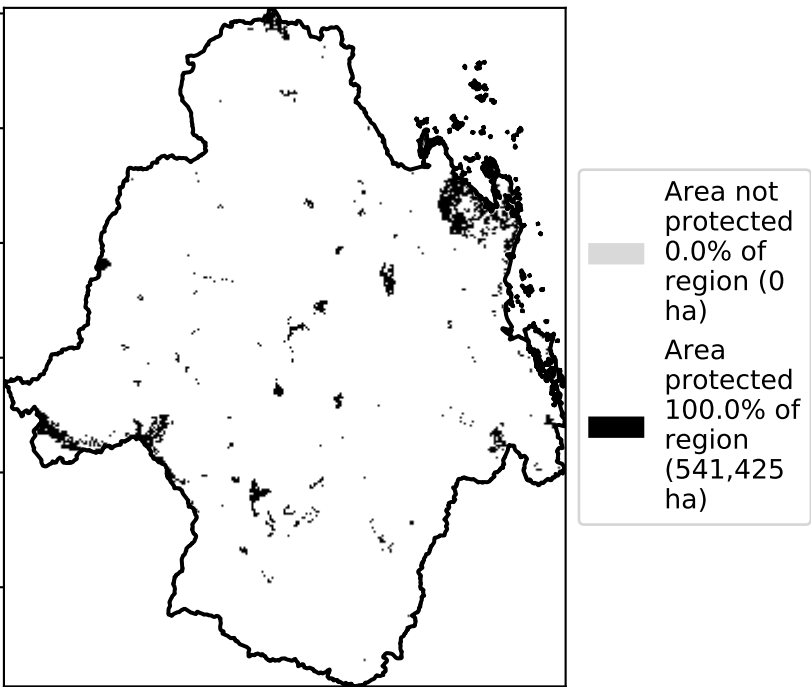 Area not
protected
0.0% of
region (0
ha)
Area
protected
100.0% of
region
(541,425
ha)